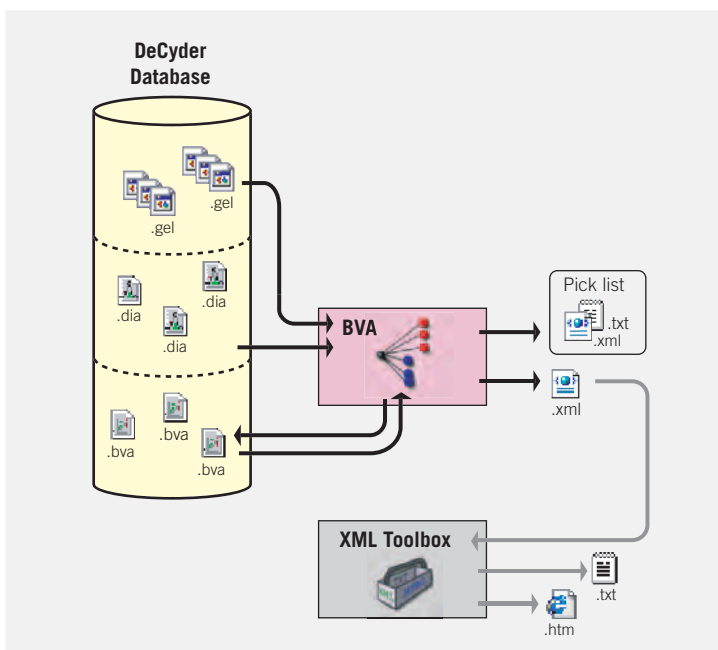 DeCyder
Database
.gel
.gel
.dia
.dia
.dia
.bva
.bva
.bva
BVA
Pick list
.txt
.xml
.xml
XML Toolbox
.txt
.htm